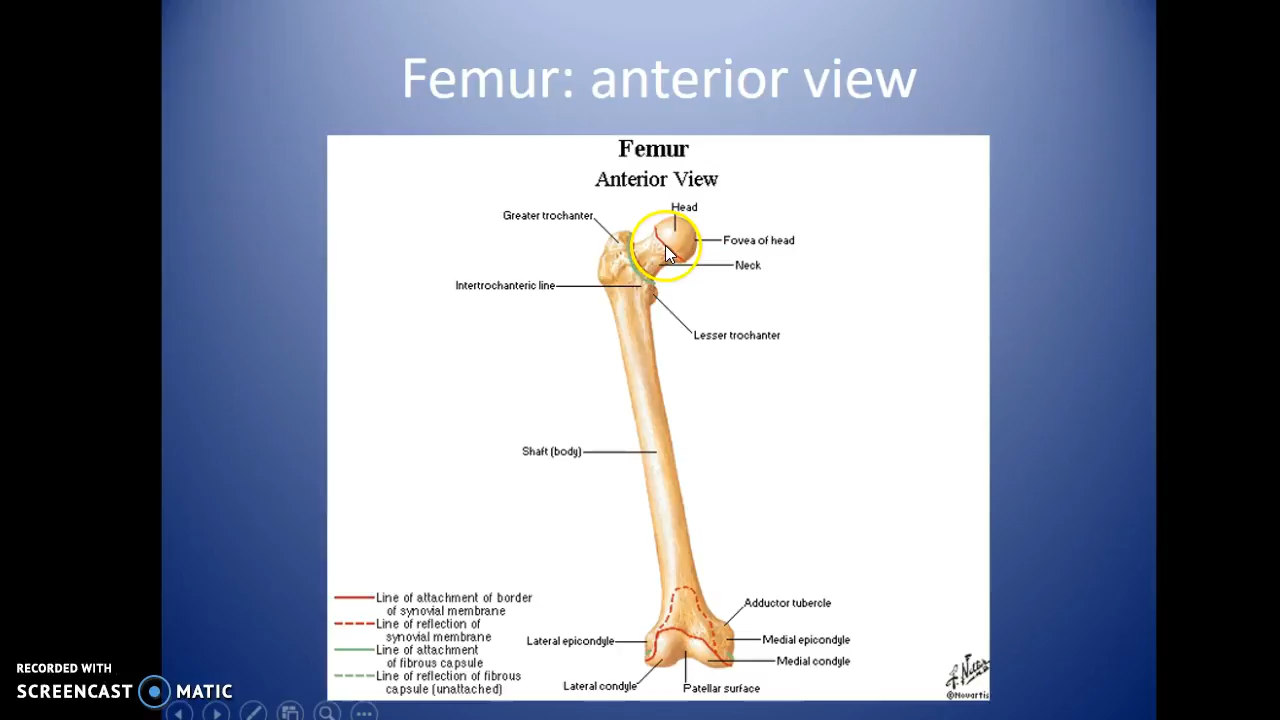 Femur: anterior view
Femur
Anterior View
Head
Greater trochanter
Fovea of head
Neck
Intertrochanteric line
Lesser trochanter
Shaft (body)
Line of attachment of border
of synovial membrane
Line of reflection of
synovial membrane
Line of attachment
of fibrous capsule
Line of reflection of fibrous
capsule (unattached)
Adductor tubercle
Lateral epicondyle
Medial epicondyle
Medial condyle
Lateral condyle
Patellar surface
©Novartis
RECORDED WITH
SCREENCAST MATIC